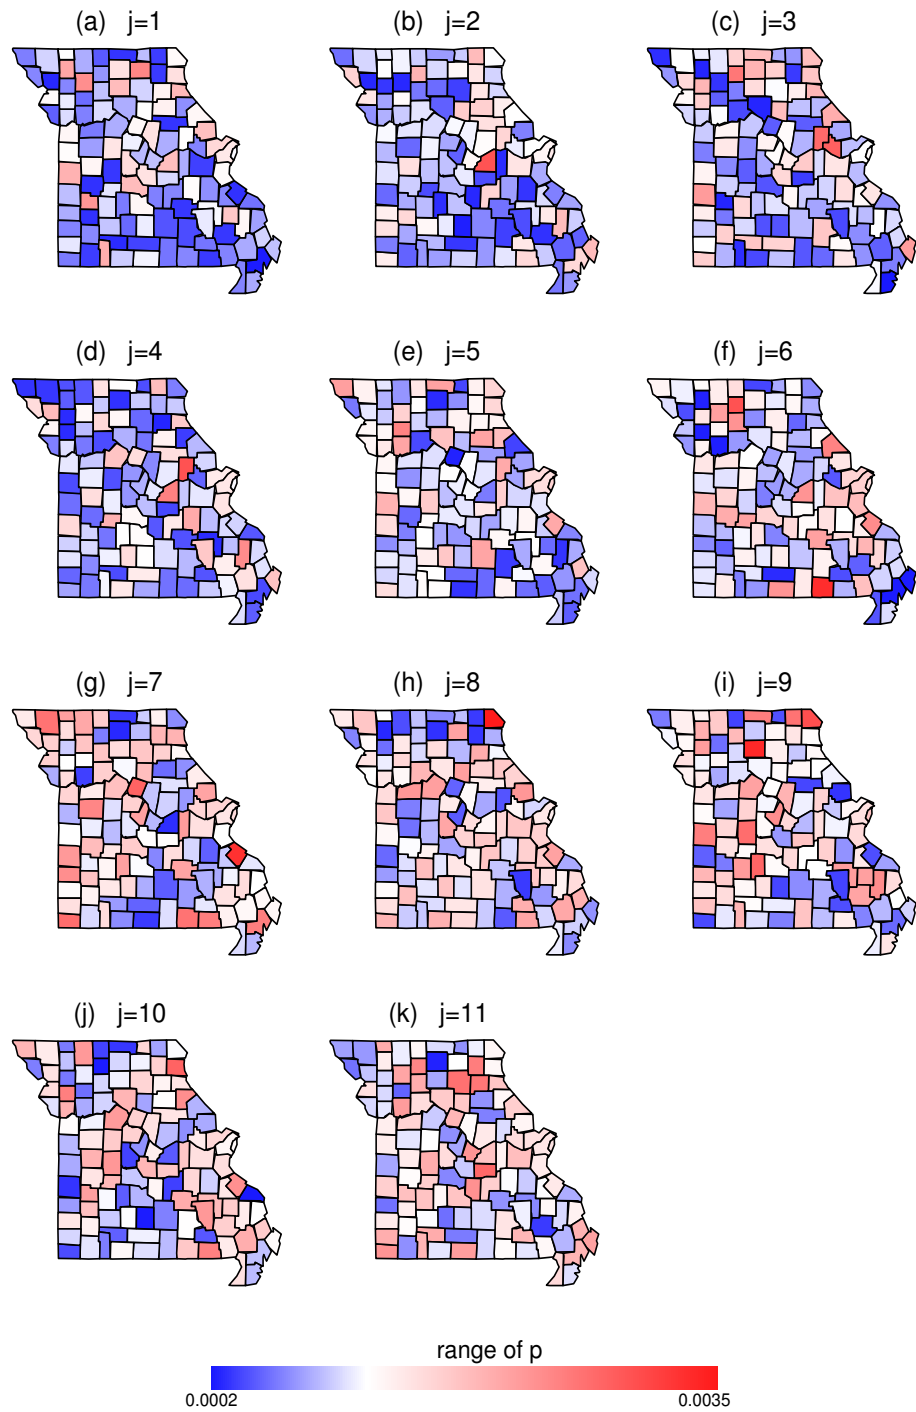 (a) j=1
(b) j=2
(c) j=3
(d) j=4
(e) j=5
(f) j=6
(g) j=7
(h) j=8
(i) j=9
(j) j=10
(k) j=11
range of p
0.0002 0.0035